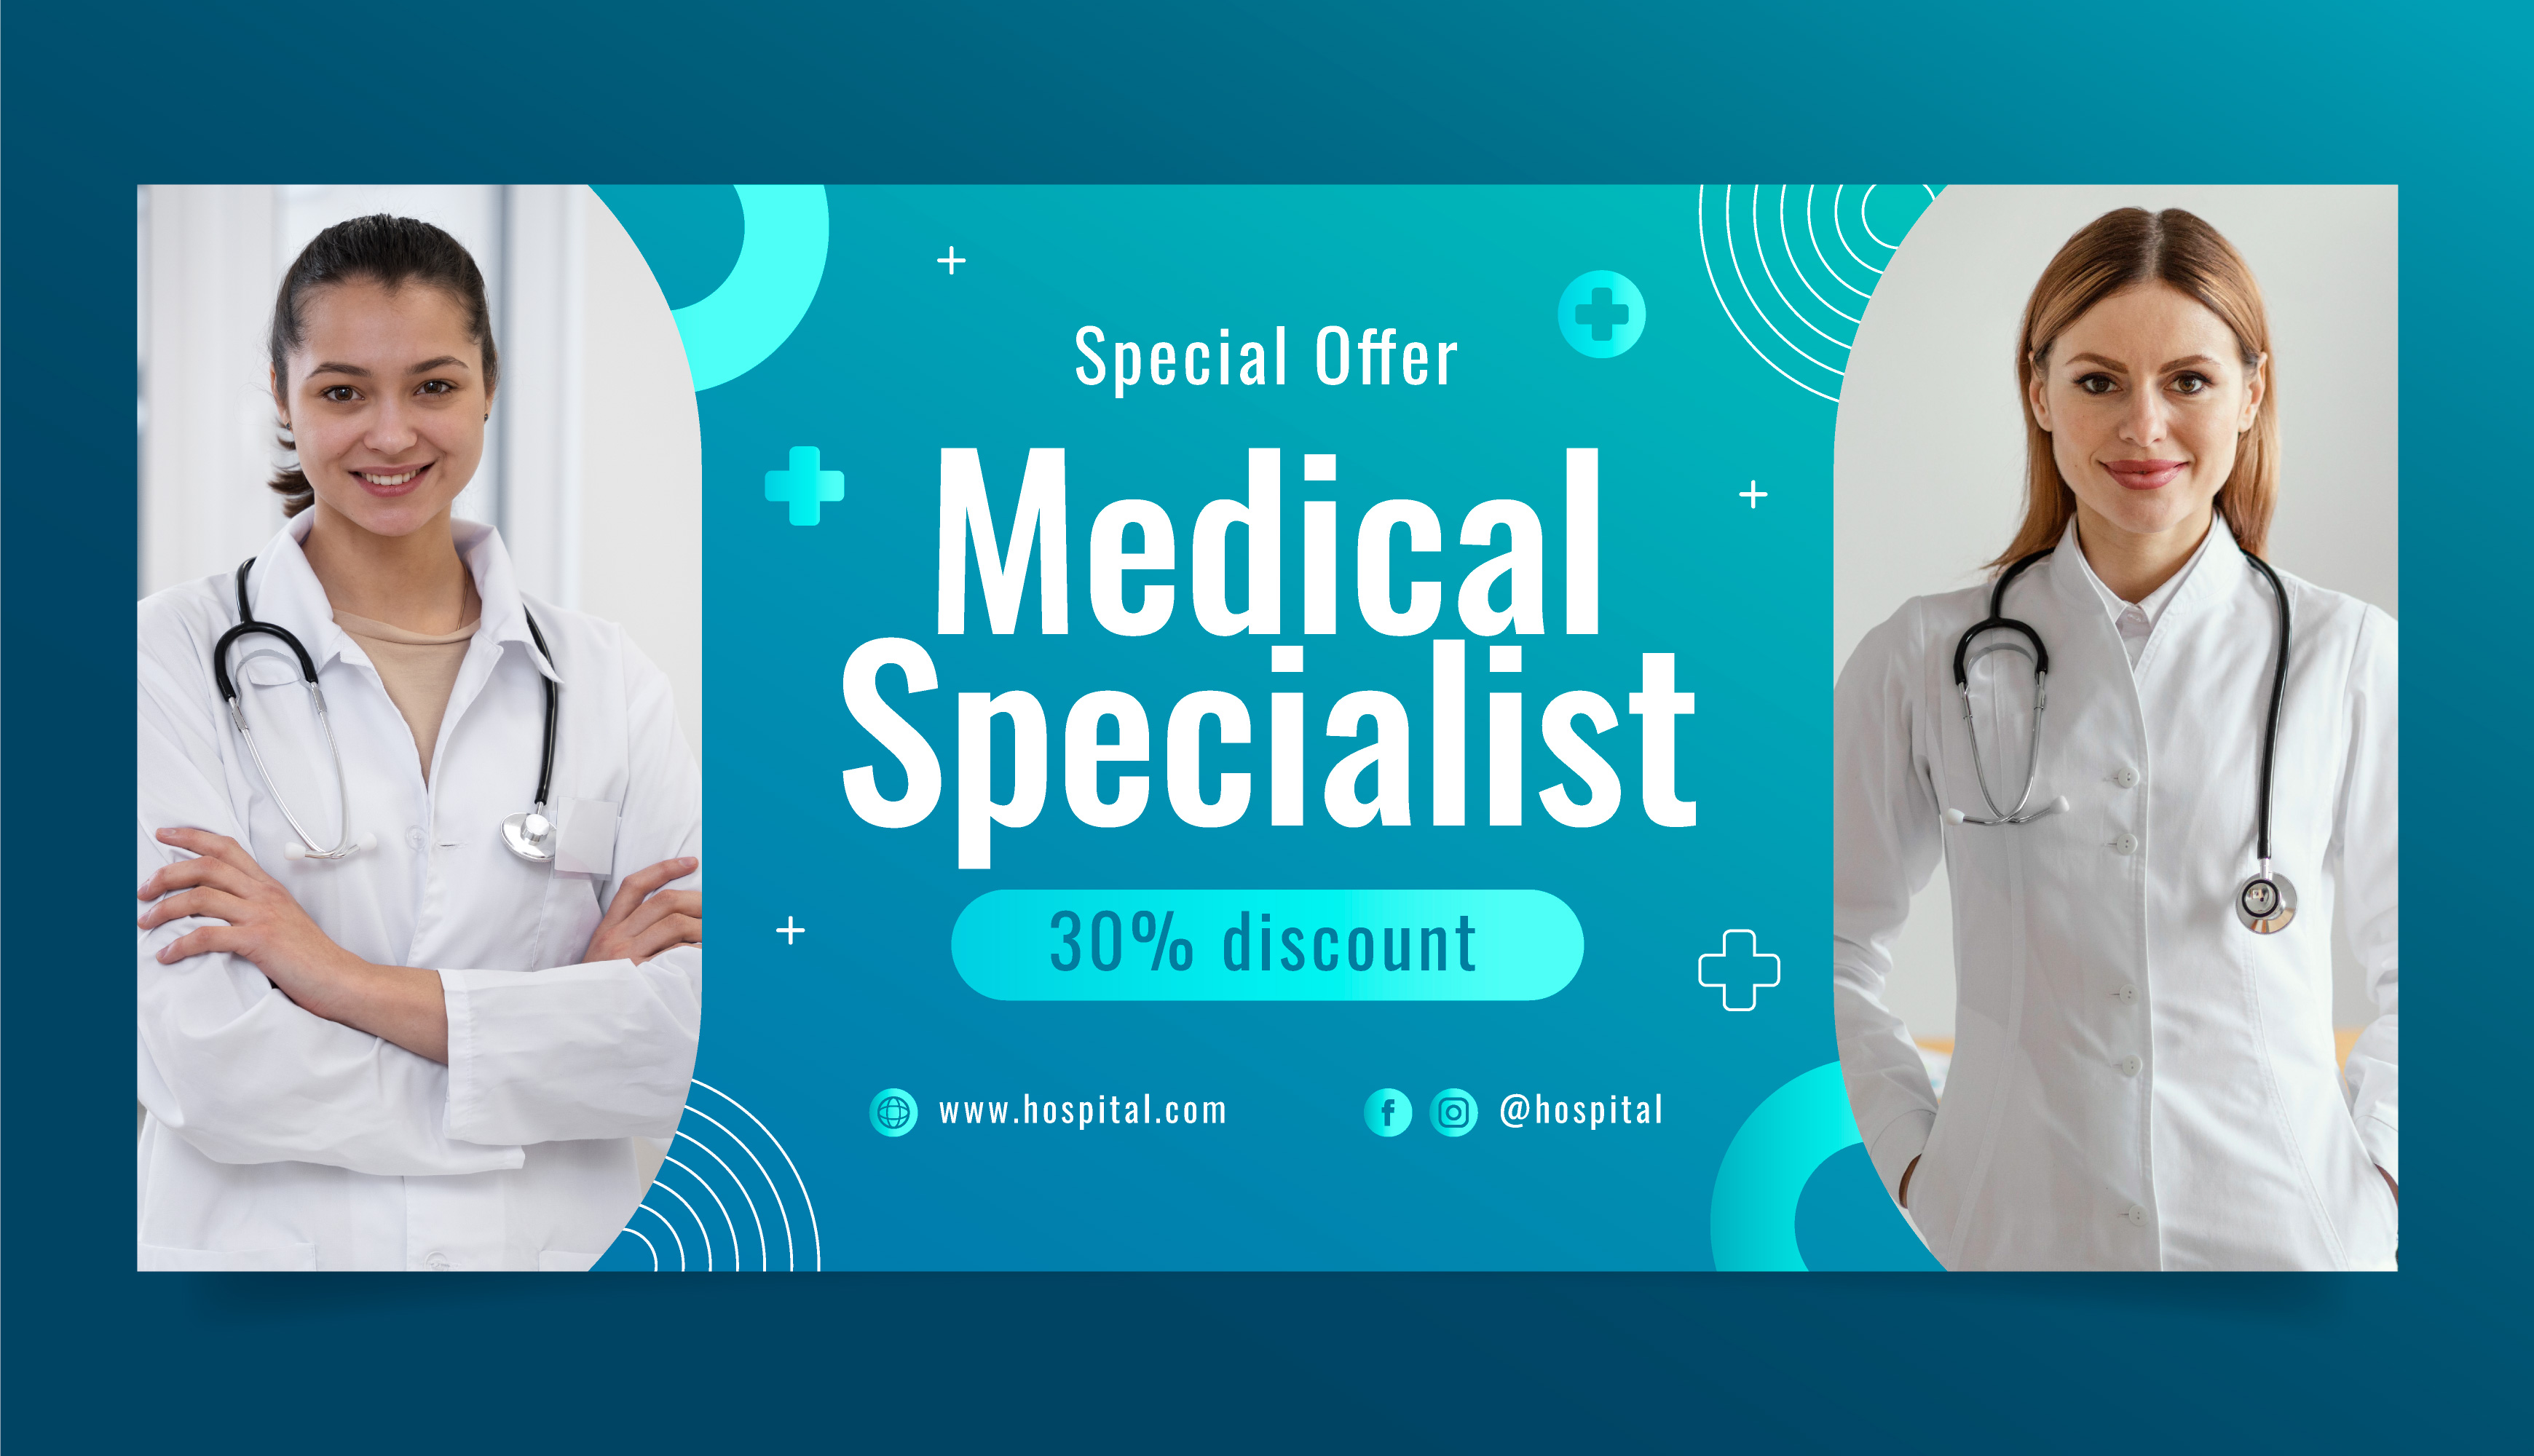 Special Offer
Medical
Specialist
30% discount
www.hospital.com
@hospital